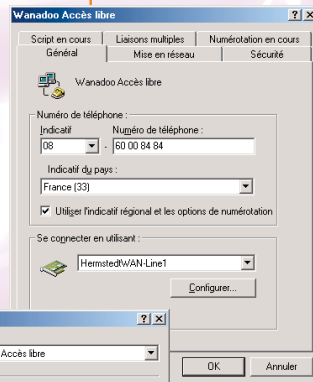 Wanadoo Accès libre
Script en cours Liaisons multiples Numérotation en cours
Général Mise en réseau Sécurité
Wanadoo Accès libre
Numéro de téléphone :
Indicatif Numéro de téléphone :
08 - 60 00 84 84
Indicatif du pays :
France (33)
Utiliser l'indicatif régional et les options de numérotation
Se connecter en utilisant :
HermstedtWAN-Line1
Configurer...
Accès libre
OK Annuler